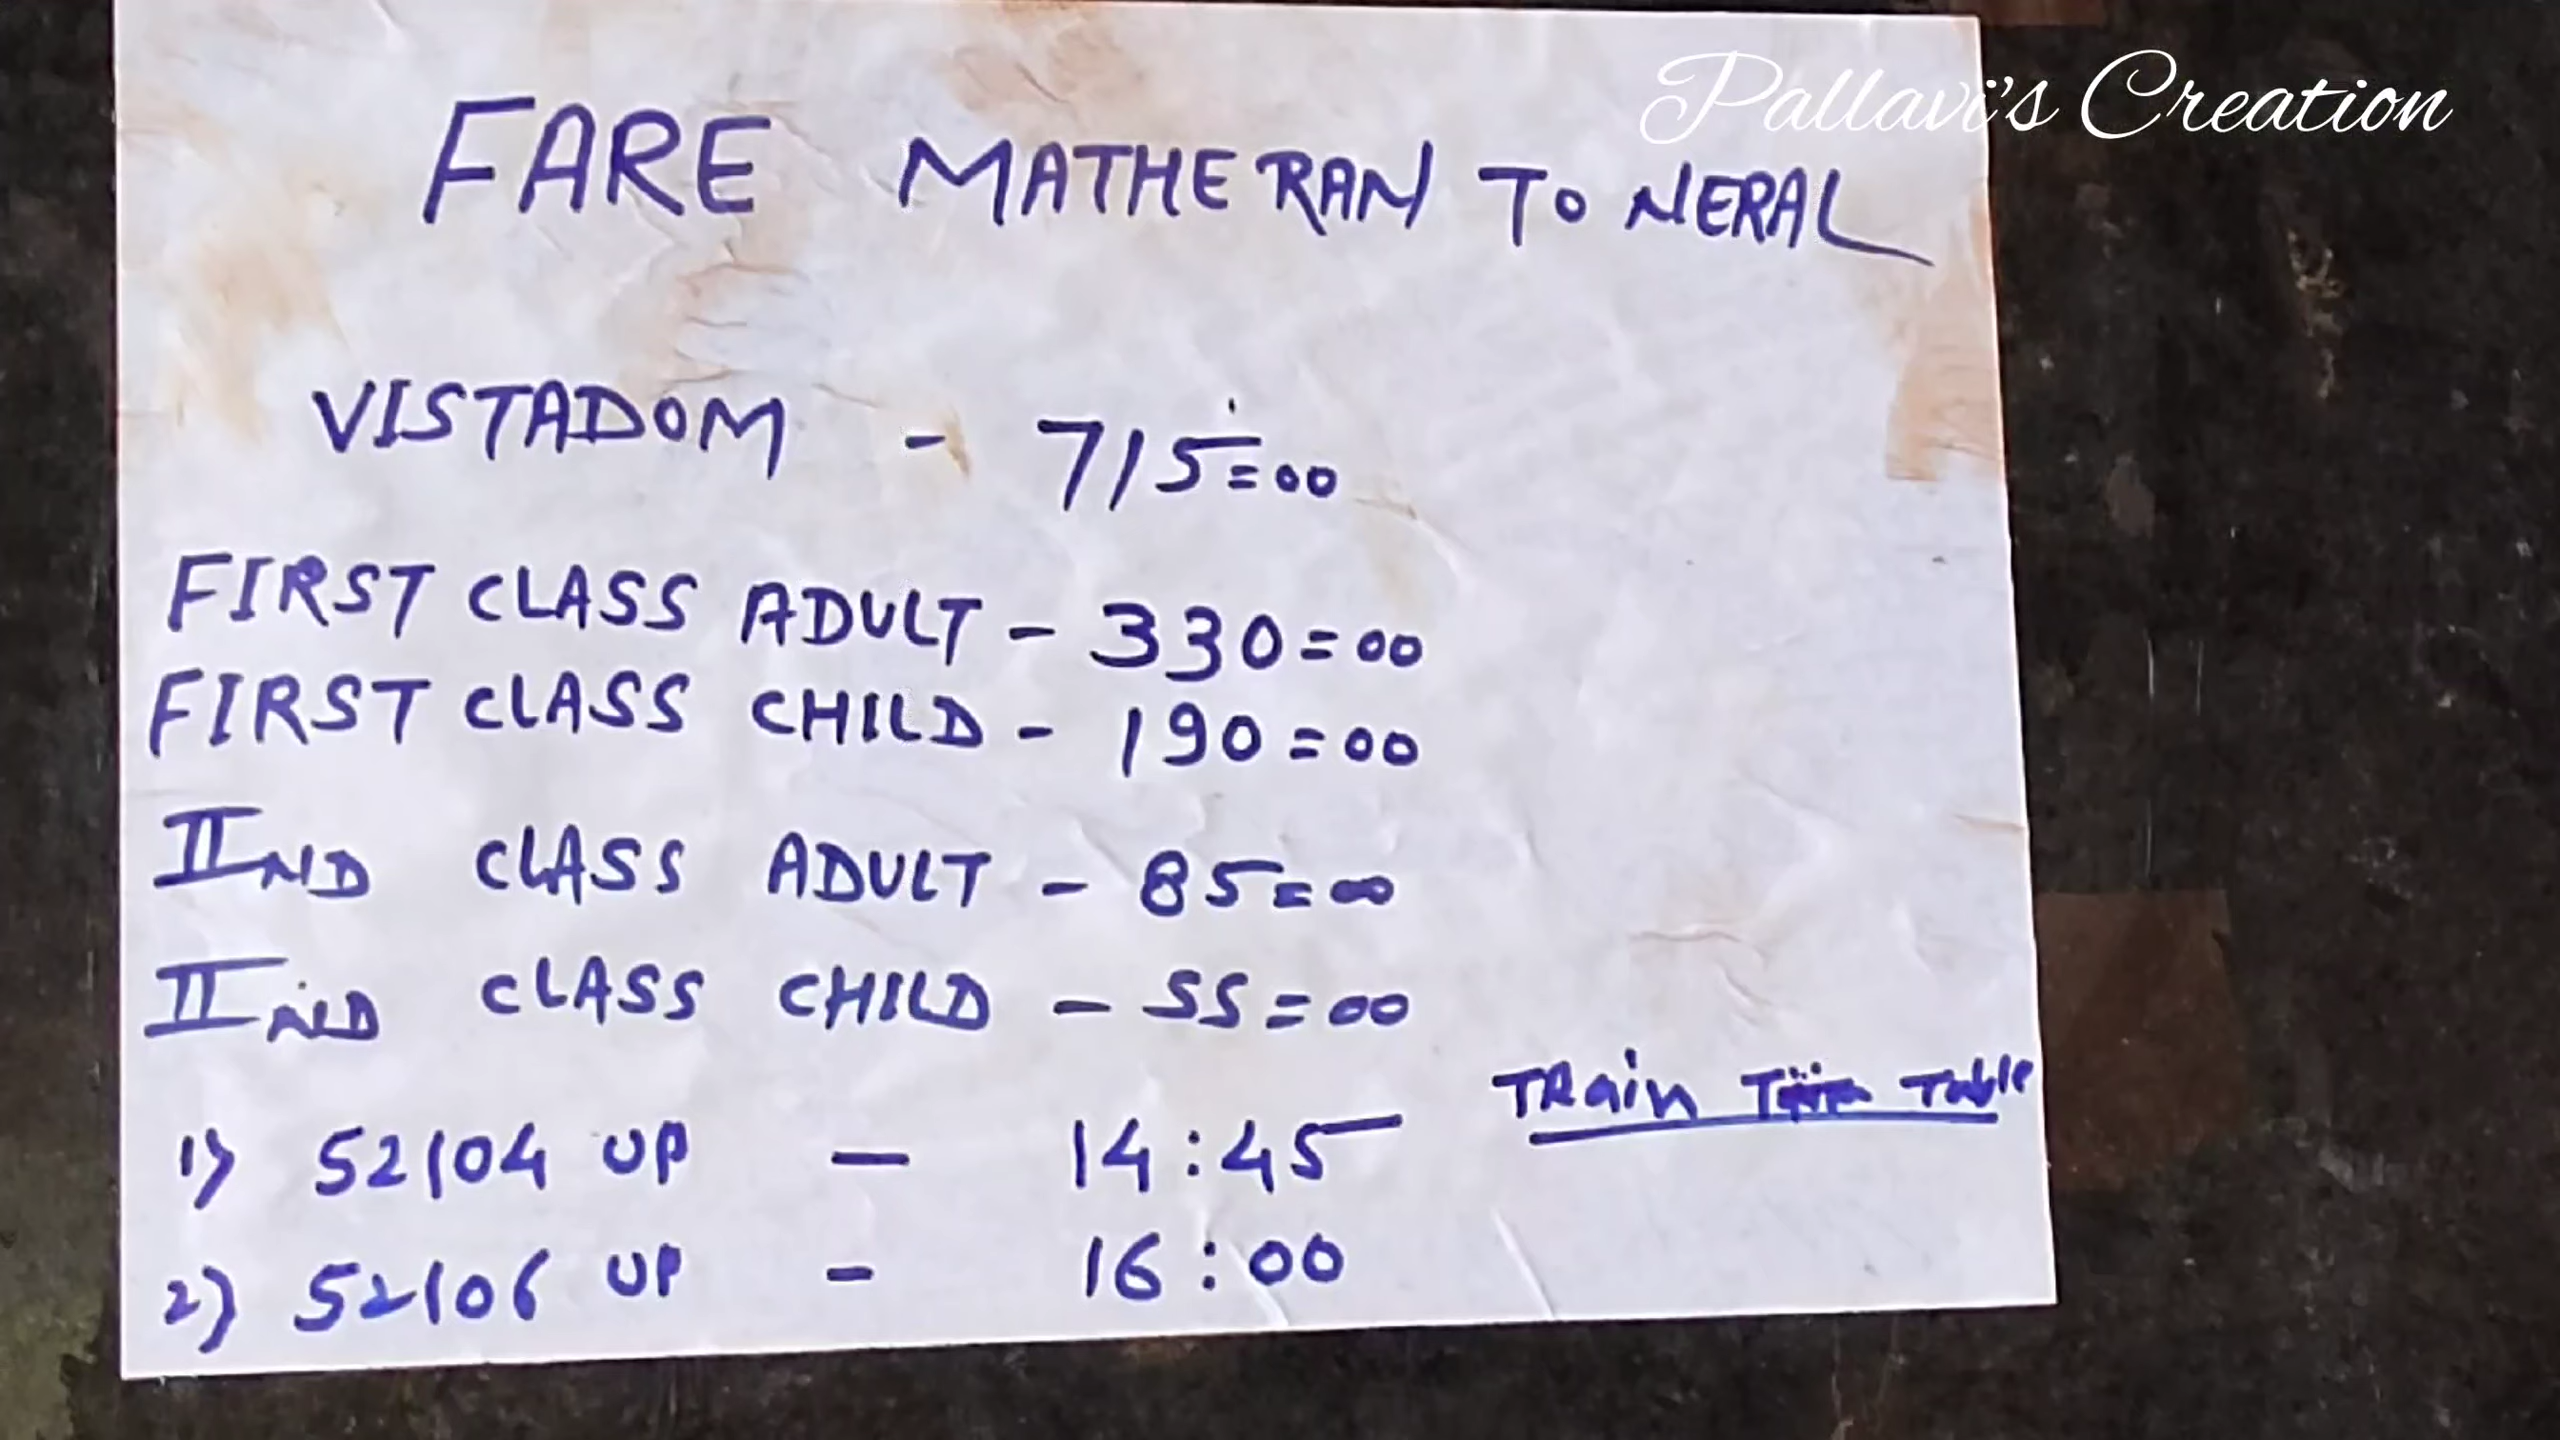 Pallavi's Creation
FARE MATHERAN TO NERAL
VISTADOM - 715=00
FIRST CLASS ADULT - 330=00
FIRST CLASS CHILD - 190=00
IIND CLASS ADULT - 85=00
IIND CLASS CHILD - 55=00
TRain Time Table
1) 52104 UP - 14:45
2) 52106 UP - 16:00